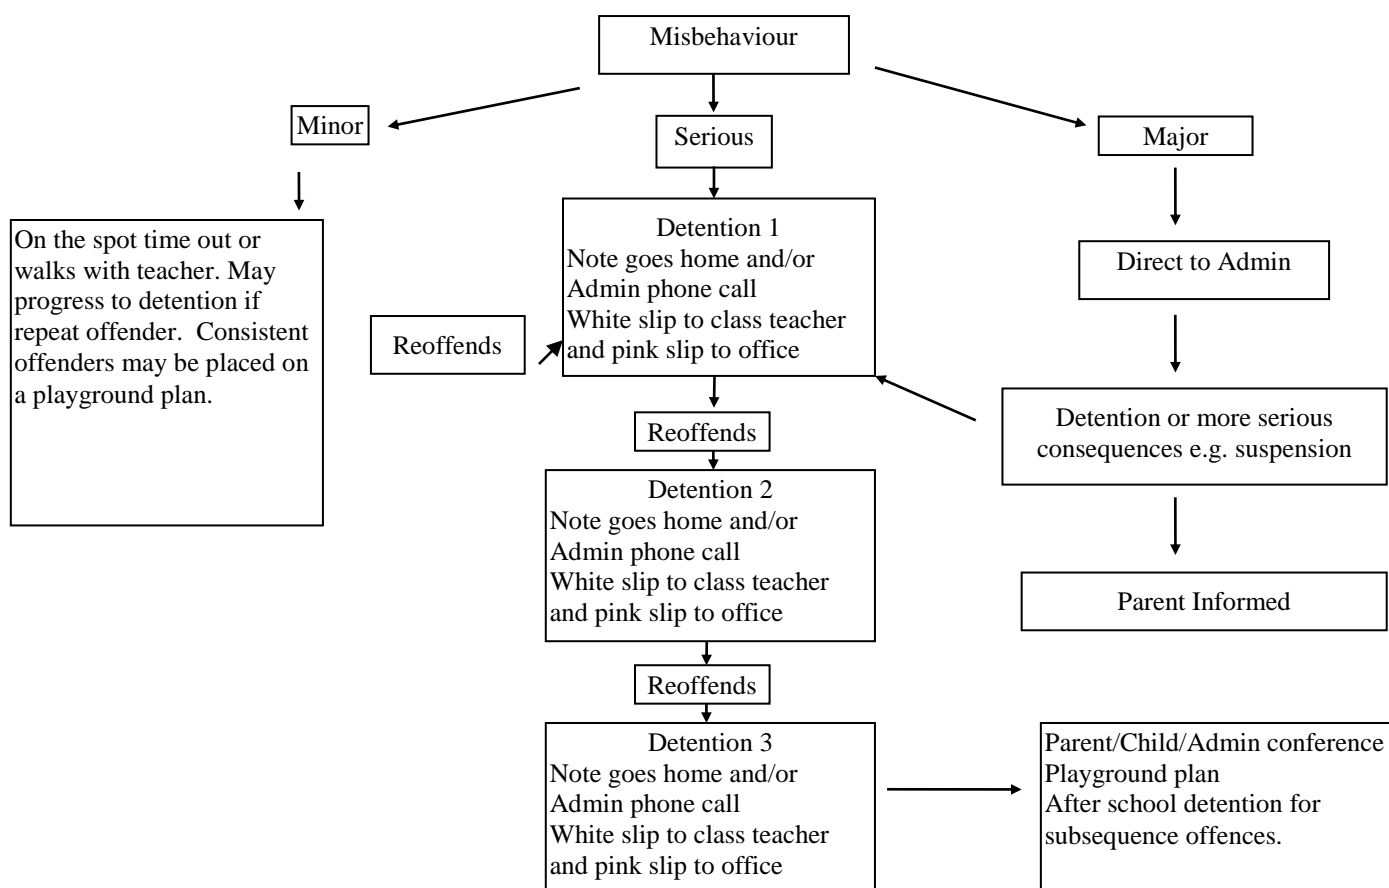 Misbehaviour
Minor
Serious
Major
On the spot time out or
walks with teacher. May
progress to detention if
repeat offender.  Consistent
offenders may be placed on
a playground plan.
Reoffends
Detention 1
Note goes home and/or
Admin phone call
White slip to class teacher
and pink slip to office
Direct to Admin
Detention or more serious
consequences e.g. suspension
Parent Informed
Reoffends
Detention 2
Note goes home and/or
Admin phone call
White slip to class teacher
and pink slip to office
Reoffends
Detention 3
Note goes home and/or
Admin phone call
White slip to class teacher
and pink slip to office
Parent/Child/Admin conference
Playground plan
After school detention for
subsequence offences.